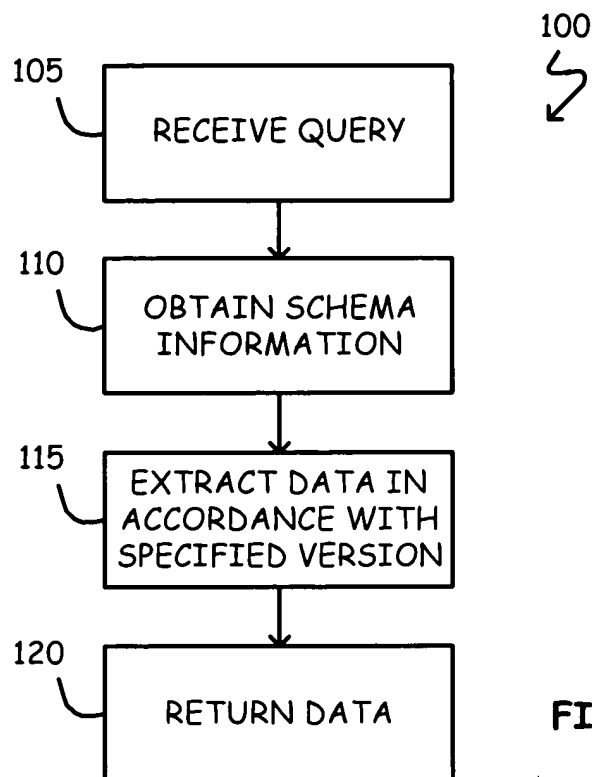 100
105
RECEIVE QUERY
110
OBTAIN SCHEMA
INFORMATION
115
EXTRACT DATA IN
ACCORDANCE WITH
SPECIFIED VERSION
120
RETURN DATA
FI